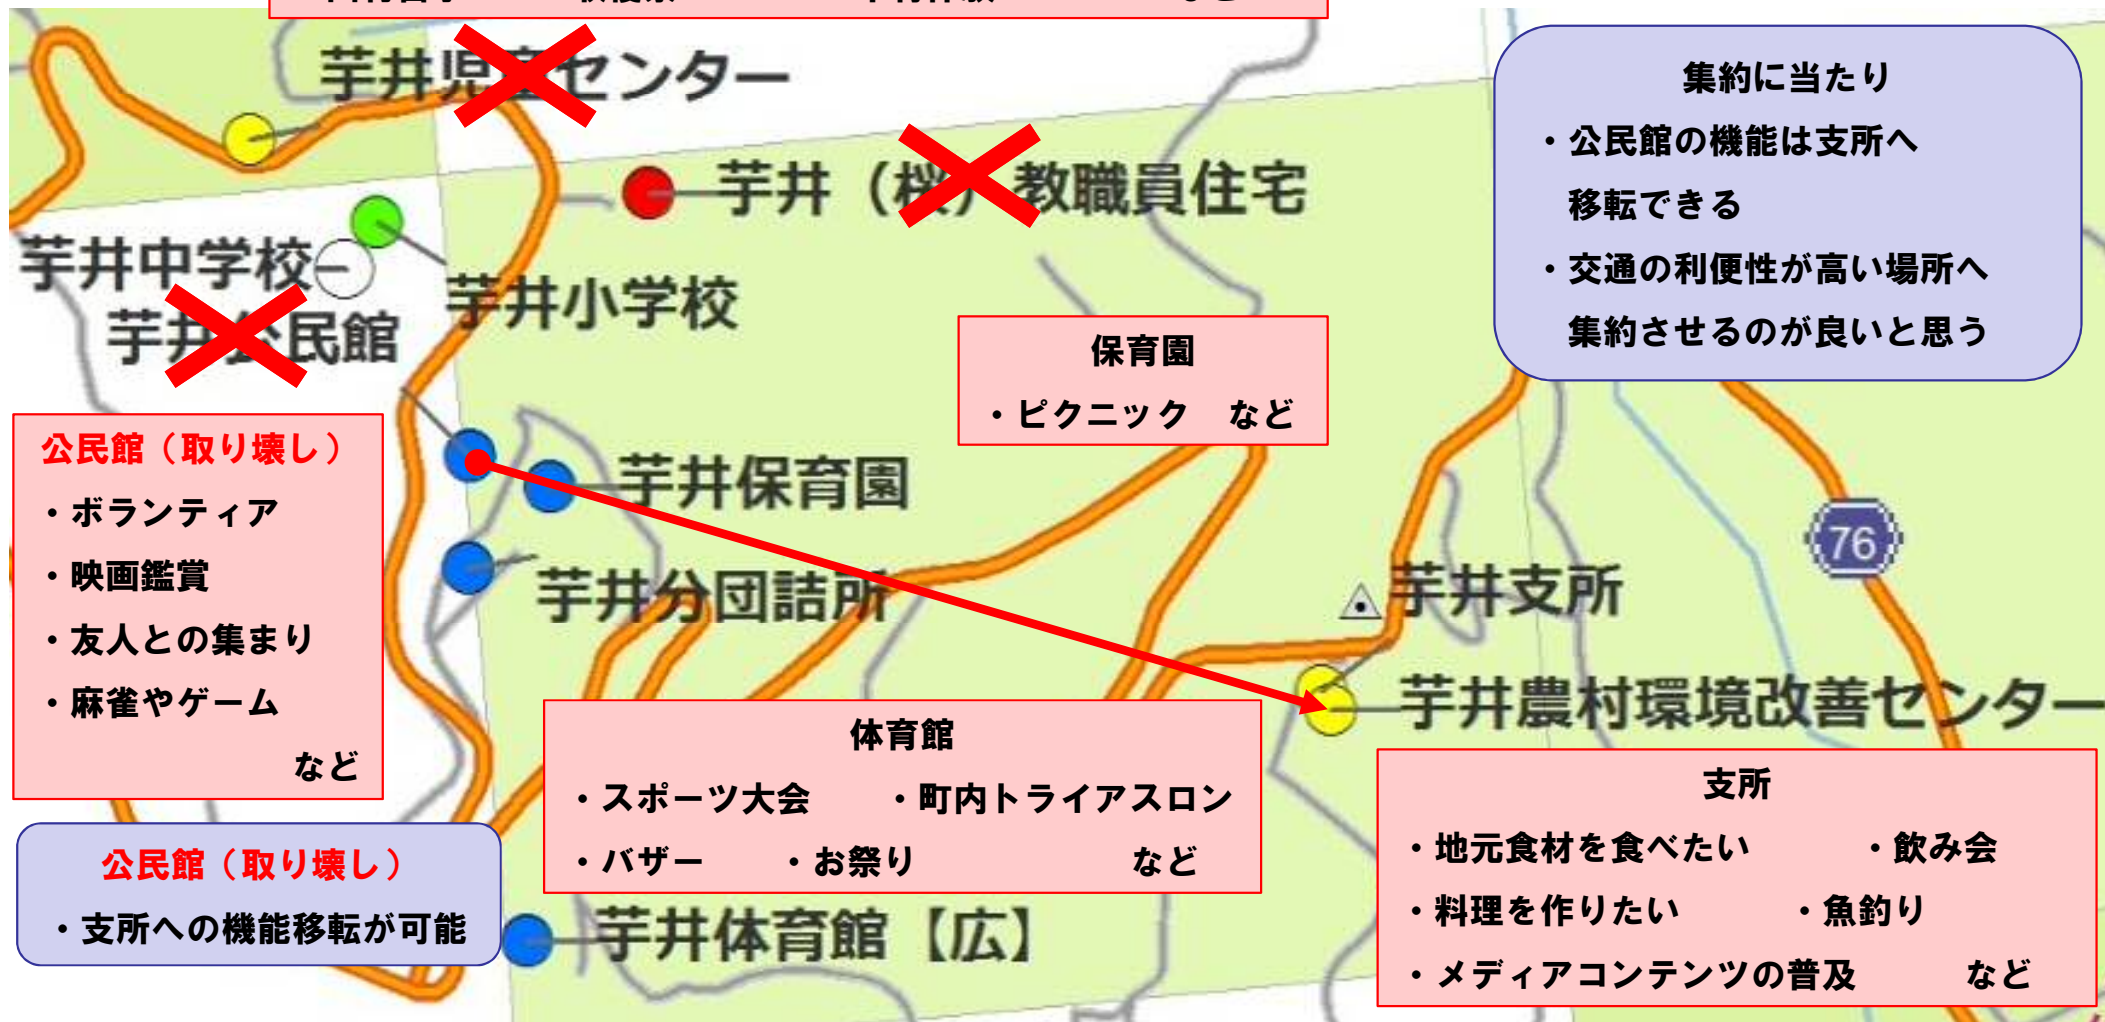 など
芋井児童センター
芋井（桜）教職員住宅
芋井中学校
芋井小学校
芋井公民館
集約に当たり
・公民館の機能は支所へ
移転できる
・交通の利便性が高い場所へ
集約させるのが良いと思う
保育園
・ピクニック　など
公民館（取り壊し）
・ボランティア
・映画鑑賞
・友人との集まり
・麻雀やゲーム
など
芋井保育園
芋井分団詰所
76
芋井支所
芋井農村環境改善センター
体育館
・スポーツ大会　・町内トライアスロン
・バザー　・お祭り　など
支所
・地元食材を食べたい　・飲み会
・料理を作りたい　・魚釣り
・メディアコンテンツの普及　など
公民館（取り壊し）
・支所への機能移転が可能
芋井体育館【広】